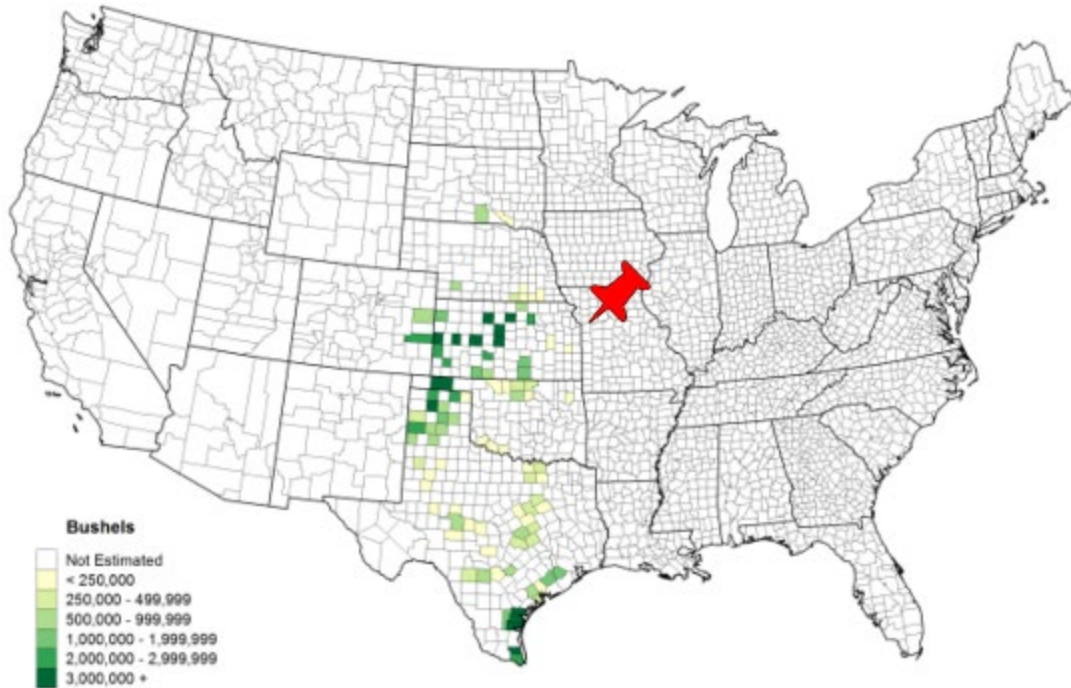 Bushels
Not Estimated
< 250,000
250,000 - 499,999
500,000 - 999,999
1,000,000 - 1,999,999
2,000,000 - 2,999,999
3,000,000 +